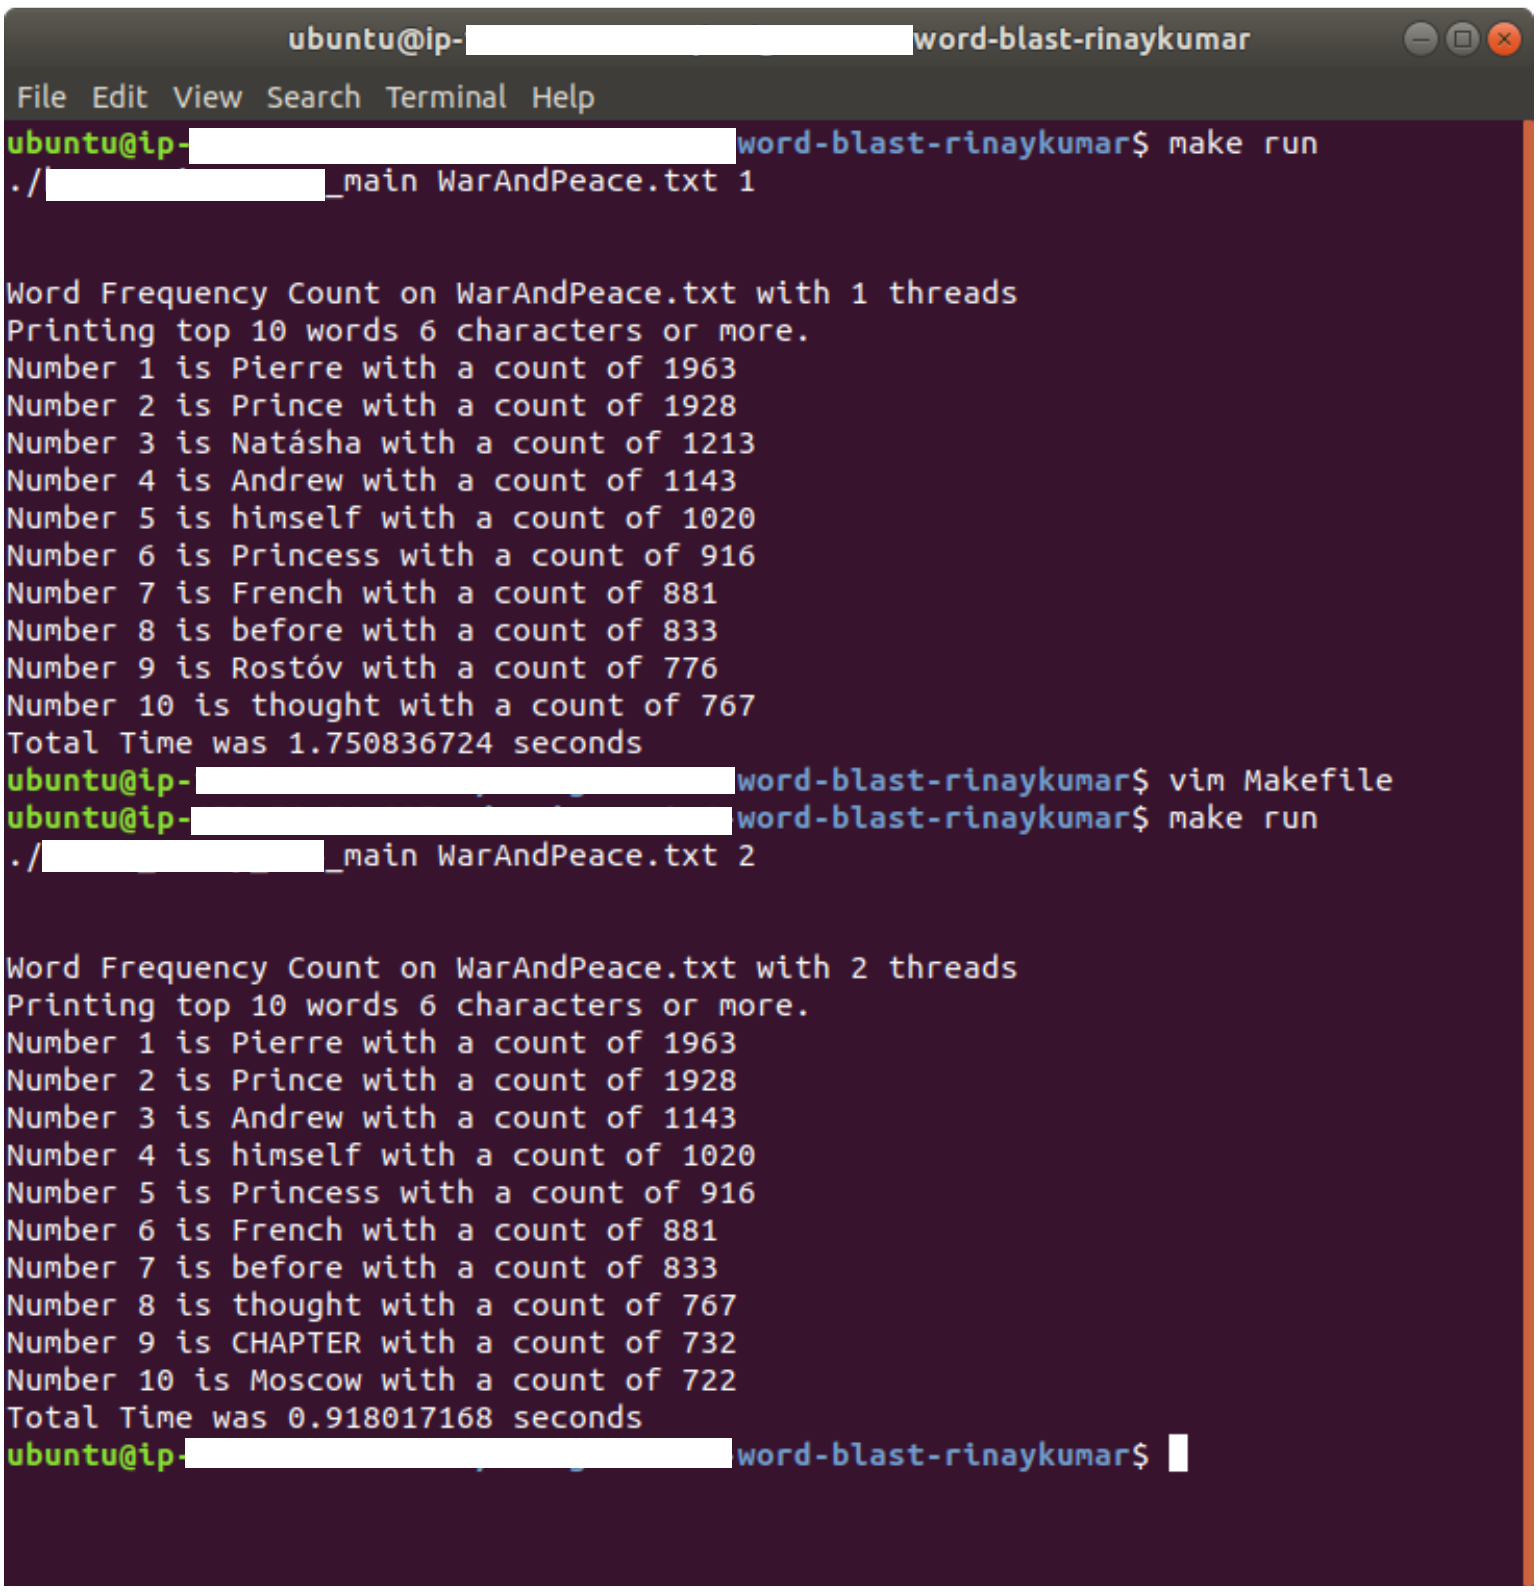 ubuntu@ip- word-blast-rinaykumar
File Edit View Search Terminal Help
ubuntu@ip- word-blast-rinaykumar$ make run
./ _main WarAndPeace.txt 1
Word Frequency Count on WarAndPeace.txt with 1 threads
Printing top 10 words 6 characters or more.
Number 1 is Pierre with a count of 1963
Number 2 is Prince with a count of 1928
Number 3 is Natásha with a count of 1213
Number 4 is Andrew with a count of 1143
Number 5 is himself with a count of 1020
Number 6 is Princess with a count of 916
Number 7 is French with a count of 881
Number 8 is before with a count of 833
Number 9 is Rostóv with a count of 776
Number 10 is thought with a count of 767
Total Time was 1.750836724 seconds
ubuntu@ip- word-blast-rinaykumar$ vim Makefile
ubuntu@ip- word-blast-rinaykumar$ make run
./ _main WarAndPeace.txt 2
Word Frequency Count on WarAndPeace.txt with 2 threads
Printing top 10 words 6 characters or more.
Number 1 is Pierre with a count of 1963
Number 2 is Prince with a count of 1928
Number 3 is Andrew with a count of 1143
Number 4 is himself with a count of 1020
Number 5 is Princess with a count of 916
Number 6 is French with a count of 881
Number 7 is before with a count of 833
Number 8 is thought with a count of 767
Number 9 is CHAPTER with a count of 732
Number 10 is Moscow with a count of 722
Total Time was 0.918017168 seconds
ubuntu@ip- word-blast-rinaykumar$